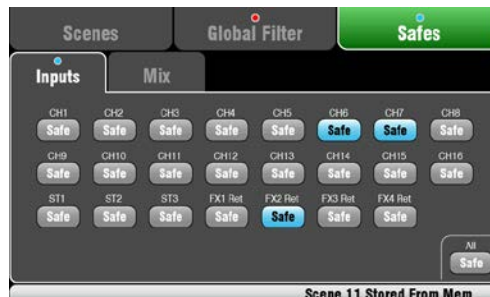 Scenes Global Filter Safes
Inputs Mix
CH1 CH2 CH3 CH4 CH5 CH6 CH7 CH8
Safe Safe Safe Safe Safe Safe Safe Safe
CH9 CH10 CH11 CH12 CH13 CH14 CH15 CH16
Safe Safe Safe Safe Safe Safe Safe Safe
ST1 ST2 ST3 FX1 Ret FX2 Ret FX3 Ret FX4 Ret
Safe Safe Safe Safe Safe Safe Safe
All
Safe
Scene 11 Stored From Mem